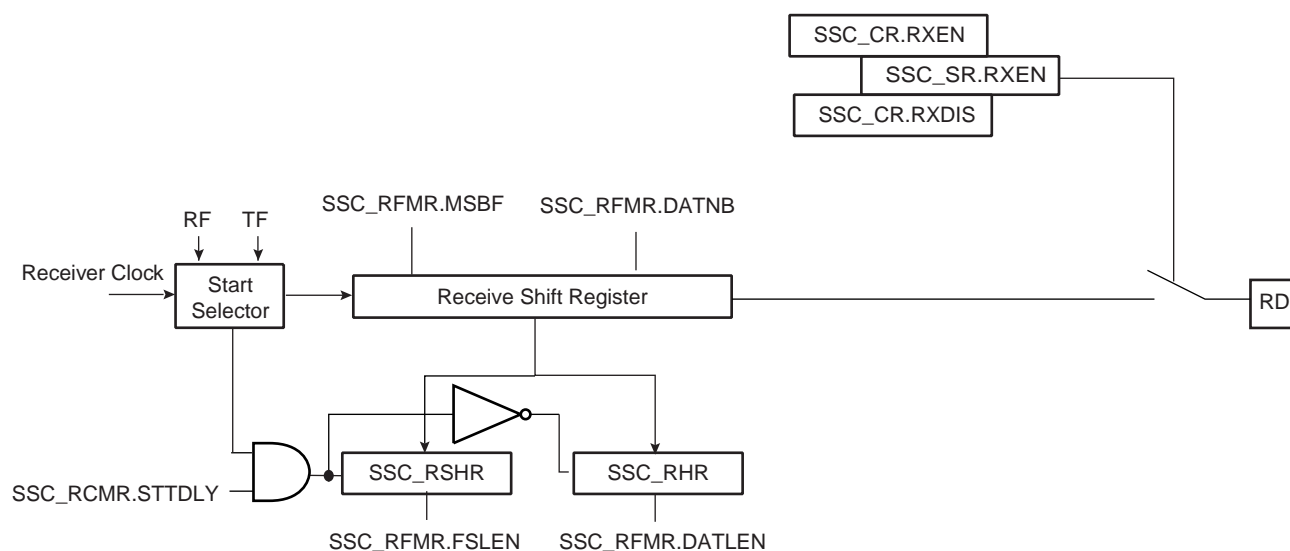 SSC_CR.RXEN
SSC_SR.RXEN
SSC_CR.RXDIS
SSC_RFMR.MSBF
SSC_RFMR.DATNB
RF
TF
Receiver Clock
Start
Selector
Receive Shift Register
RD
SSC_RSHR
SSC_RHR
SSC_RCMR.STTDLY
SSC_RFMR.FSLEN
SSC_RFMR.DATLEN